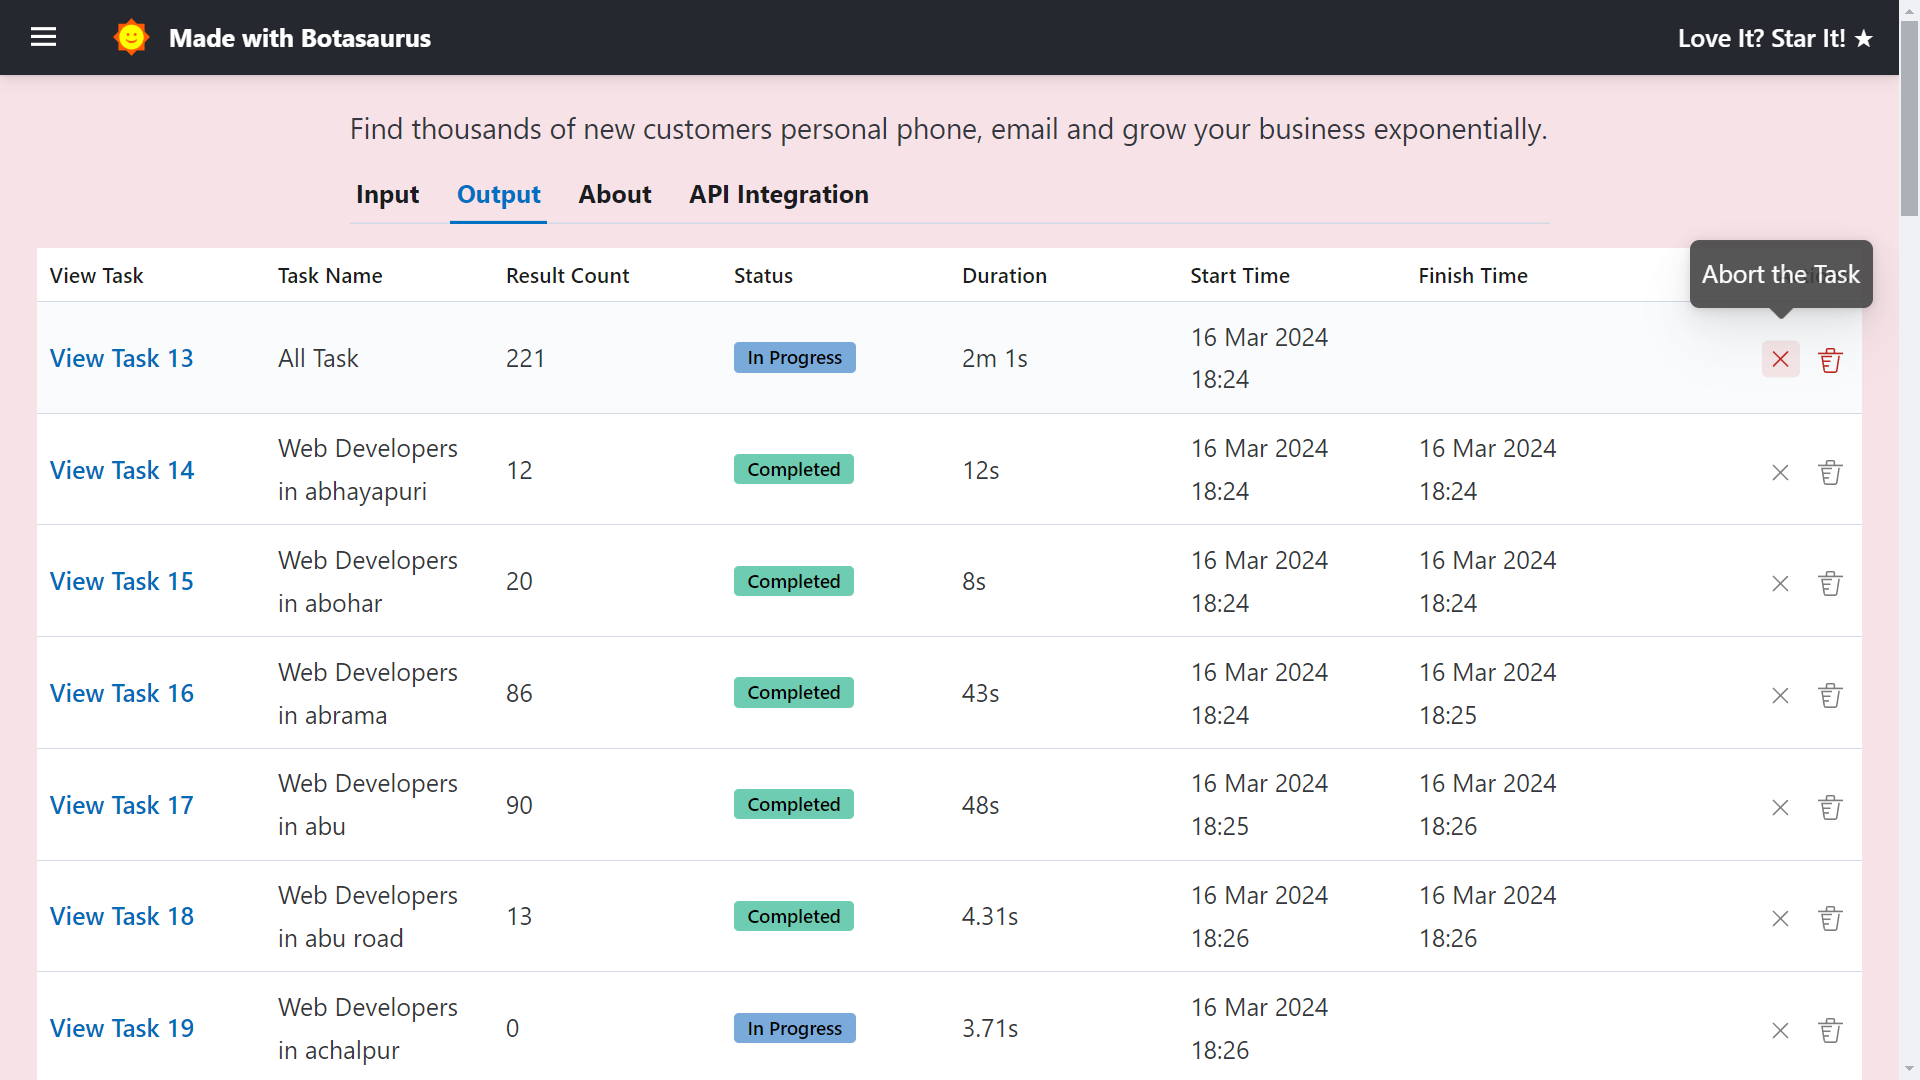 Made with Botasaurus
Love It? Star It! ★
Find thousands of new customers personal phone, email and grow your business exponentially.
Input Output About API Integration
View Task Task Name Result Count Status Duration Start Time Finish Time
Abort the Task
View Task 13 All Task 221 In Progress 2m 1s 16 Mar 2024
18:24
View Task 14 Web Developers 12 Completed 12s 16 Mar 2024 16 Mar 2024
in abhayapuri 18:24 18:24
View Task 15 Web Developers 20 Completed 8s 16 Mar 2024 16 Mar 2024
in abohar 18:24 18:24
View Task 16 Web Developers 86 Completed 43s 16 Mar 2024 16 Mar 2024
in abrama 18:24 18:25
View Task 17 Web Developers 90 Completed 48s 16 Mar 2024 16 Mar 2024
in abu 18:25 18:26
View Task 18 Web Developers 13 Completed 4.31s 16 Mar 2024 16 Mar 2024
in abu road 18:26 18:26
View Task 19 Web Developers 0 In Progress 3.71s 16 Mar 2024
in achalpur 18:26